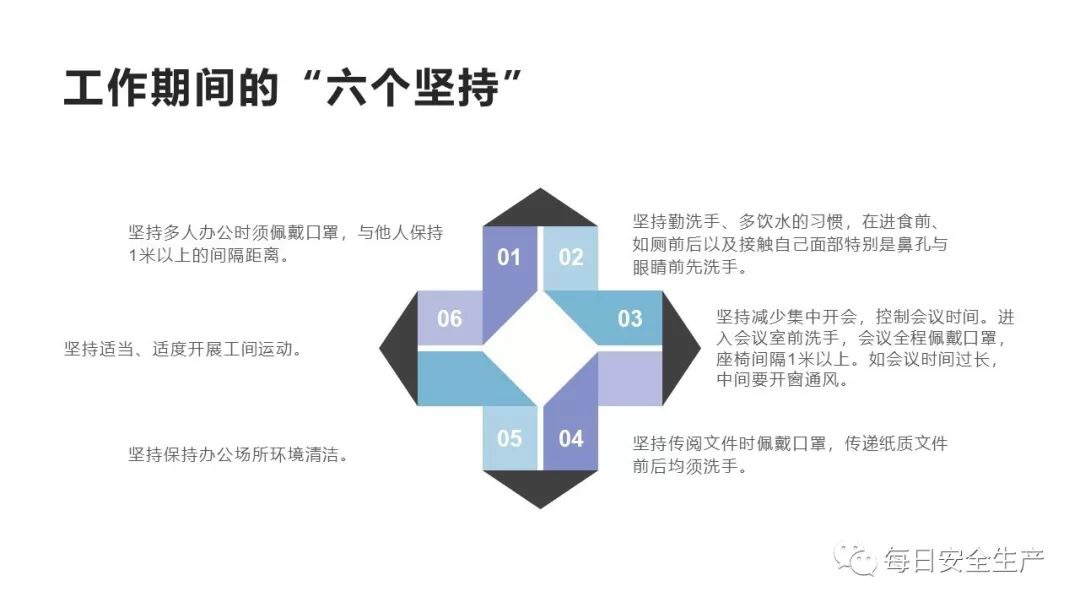 工作期间的“六个坚持”
坚持多人办公时须佩戴口罩，与他人保持
1米以上的间隔距离。
01
02
坚持勤洗手、多饮水的习惯，在进食前、
如厕前后以及接触自己面部特别是鼻孔与
眼睛前先洗手。
06
03
坚持减少集中开会，控制会议时间。进
入会议室前洗手，会议全程佩戴口罩，
座椅间隔1米以上。如会议时间过长，
中间要开窗通风。
坚持适当、适度开展工间运动。
05
04
坚持保持办公场所环境清洁。
坚持传阅文件时佩戴口罩，传递纸质文件
前后均须洗手。
每日安全生产